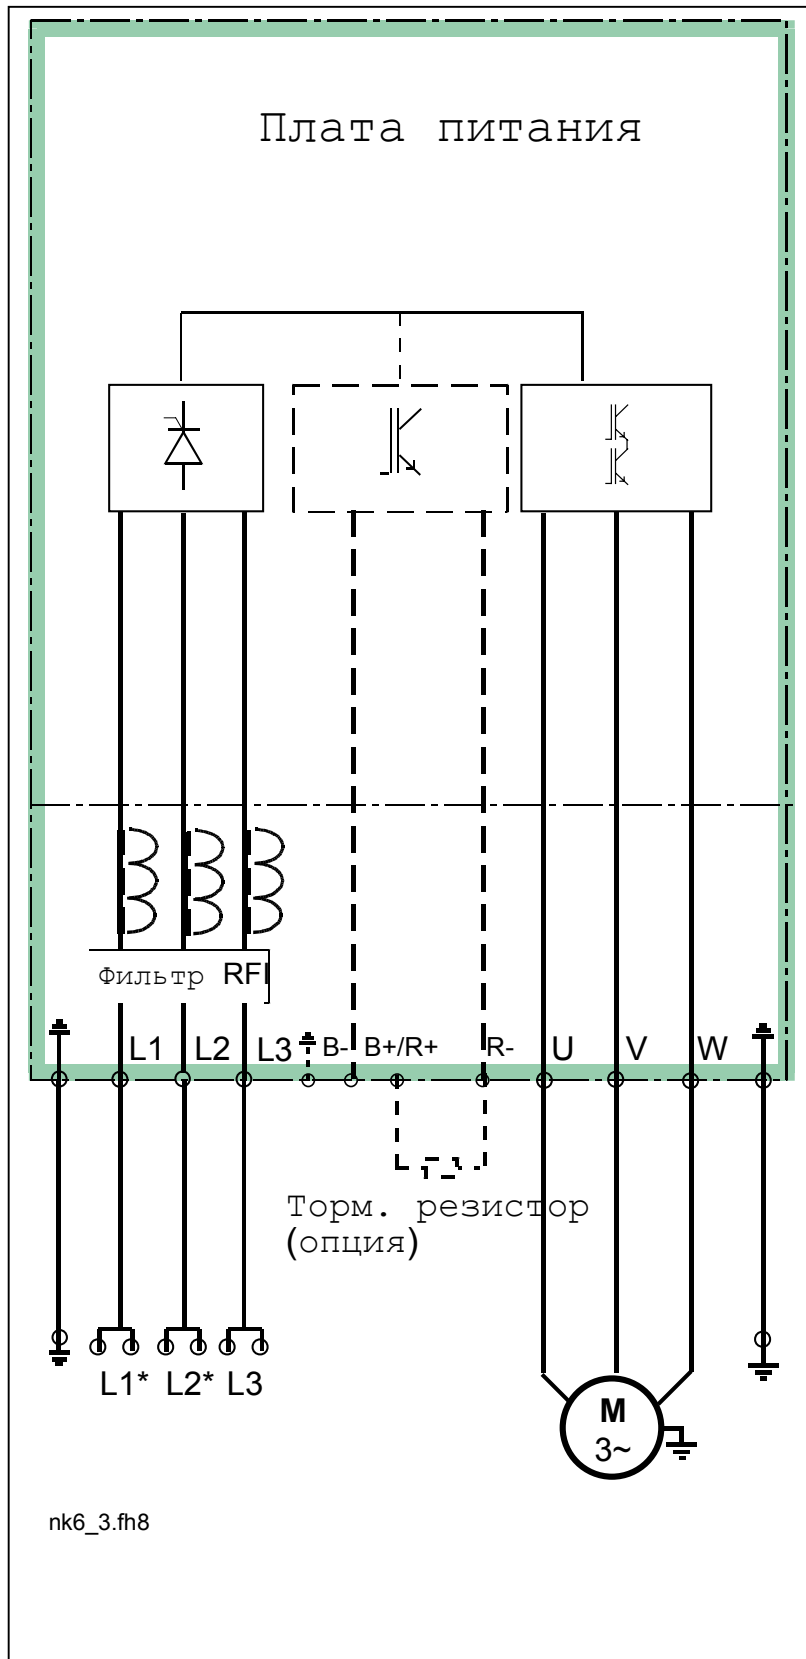 Плата питания
Фильтр RFI
L1 L2 L3 B- B+/R+ R- U V W
Торм. резистор
(опция)
L1* L2* L3
M
3~
nk6_3.fh8